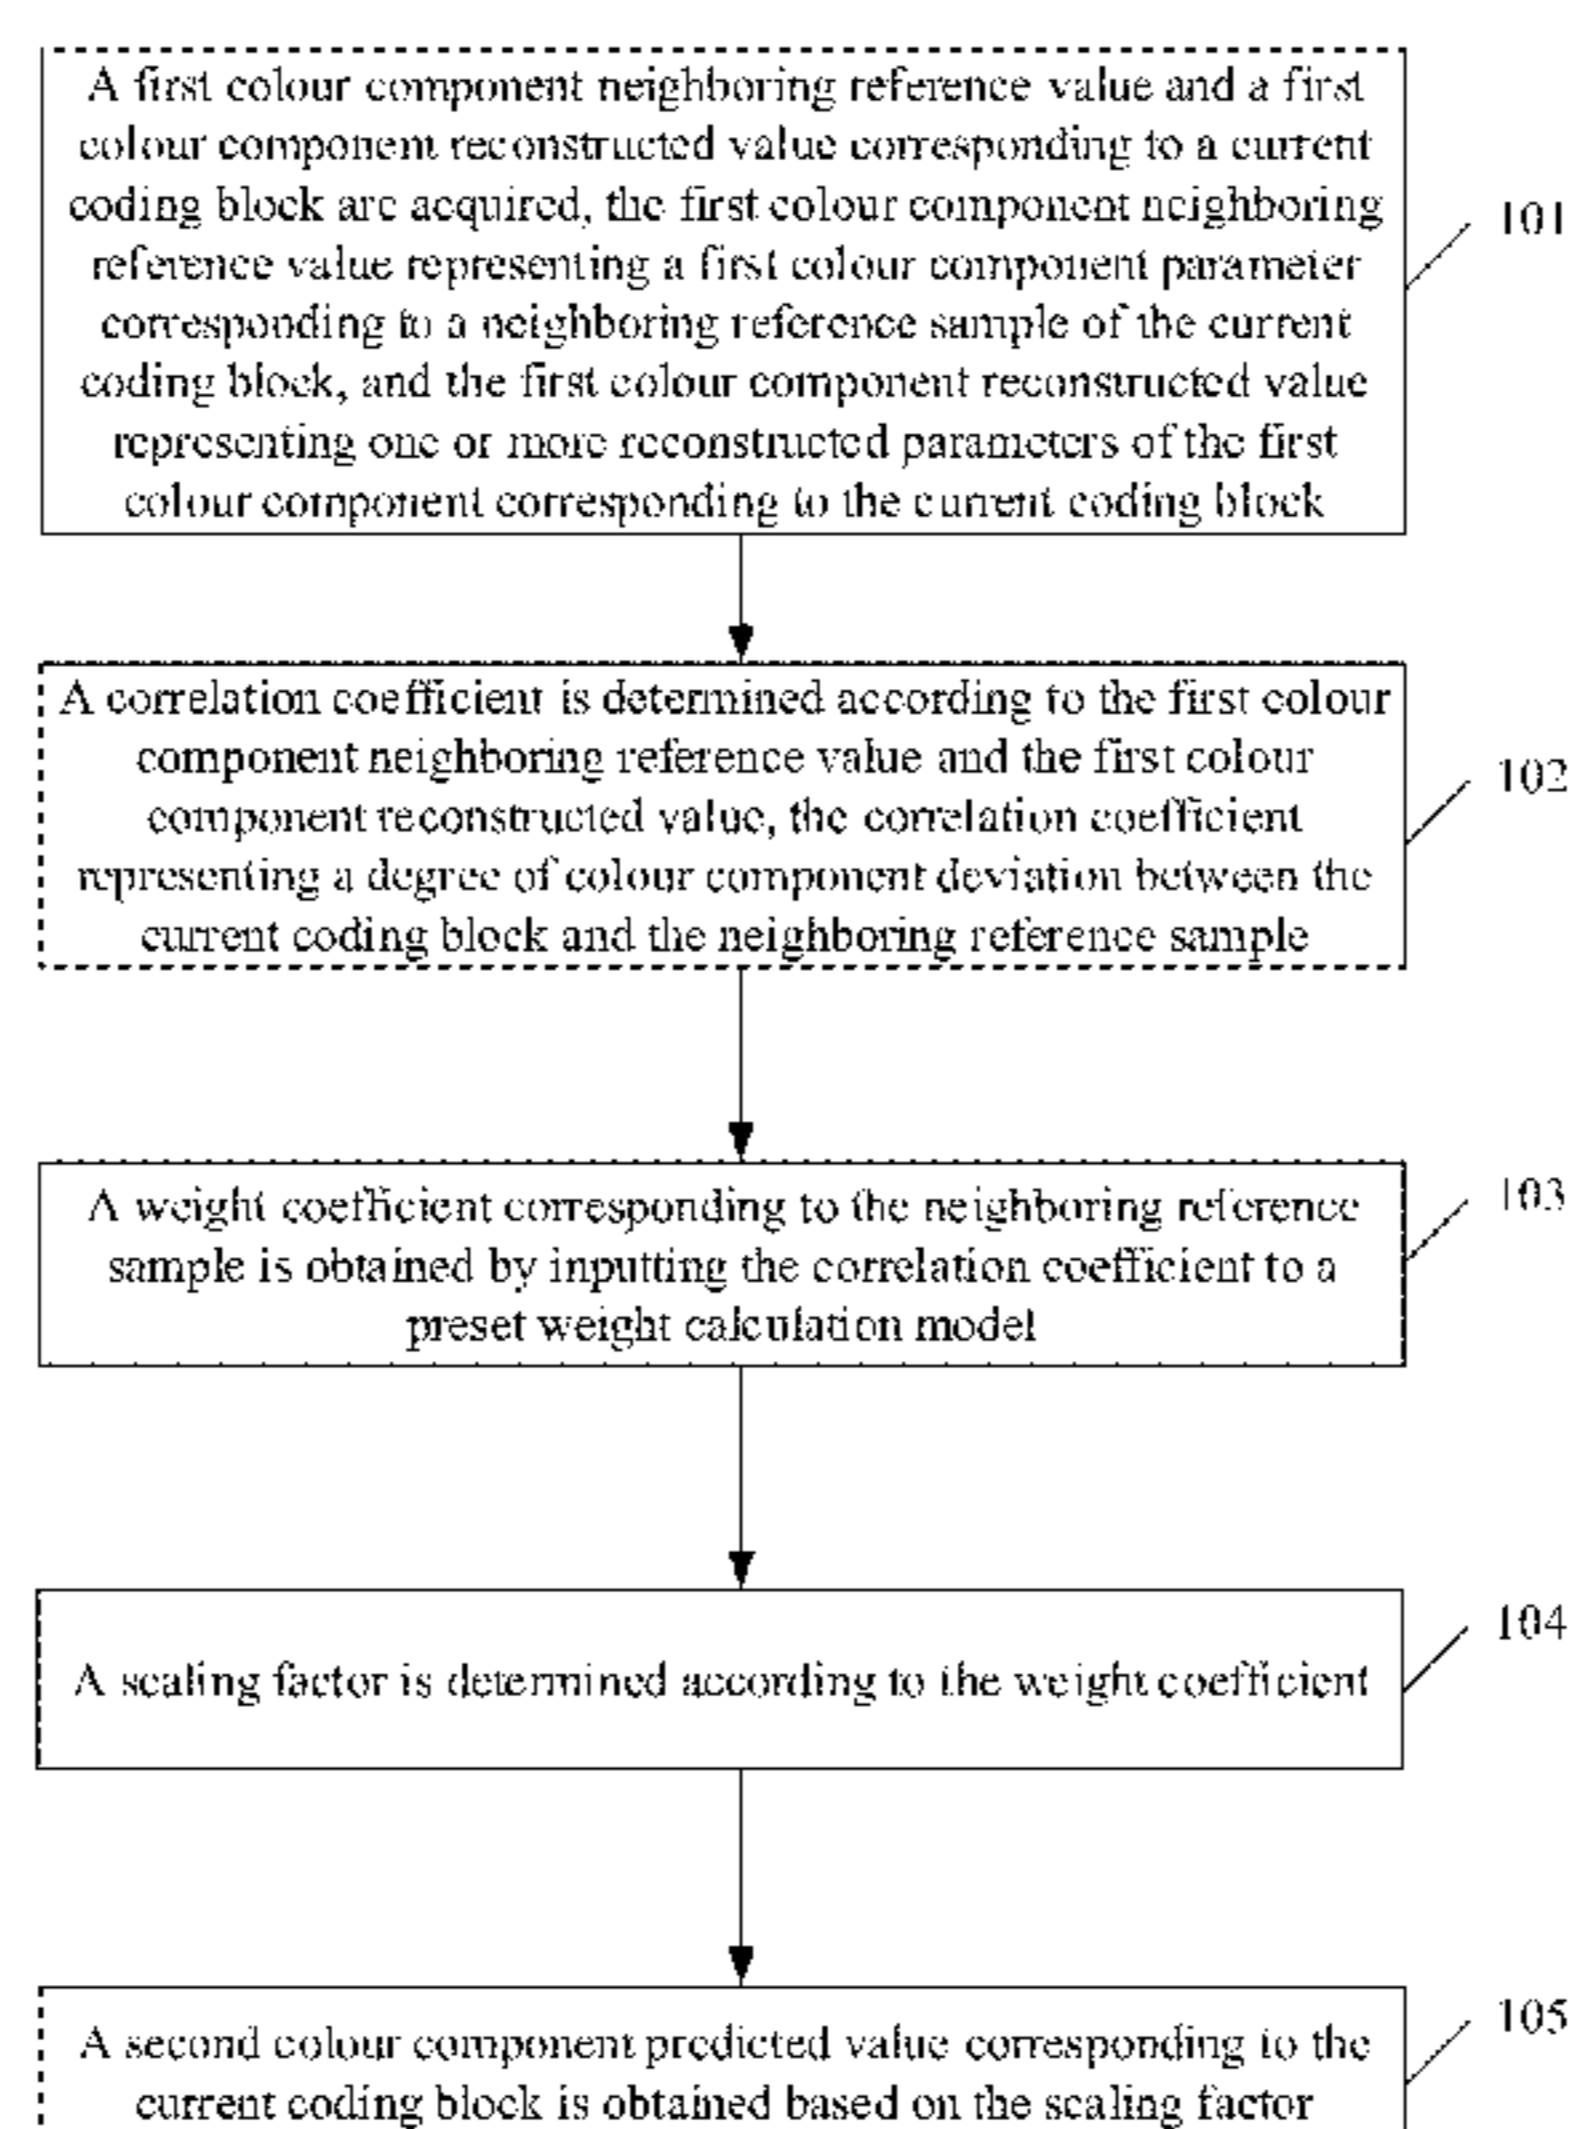 A first colour component neighboring reference value and a first
colour component reconstructed value corresponding to a current
coding block are acquired, the first colour component neighboring
reference value representing a first colour component parameter
corresponding to a neighboring reference sample of the current
coding block, and the first colour component reconstructed value
representing one or more reconstructed parameters of the first
colour component corresponding to the current coding block
101
A correlation coefficient is determined according to the first colour
component neighboring reference value and the first colour
component reconstructed value, the correlation coefficient
representing a degree of colour component deviation between the
current coding block and the neighboring reference sample
102
A weight coefficient corresponding to the neighboring reference
sample is obtained by inputting the correlation coefficient to a
preset weight calculation model
103
A scaling factor is determined according to the weight coefficient
104
A second colour component predicted value corresponding to the
current coding block is obtained based on the scaling factor
105